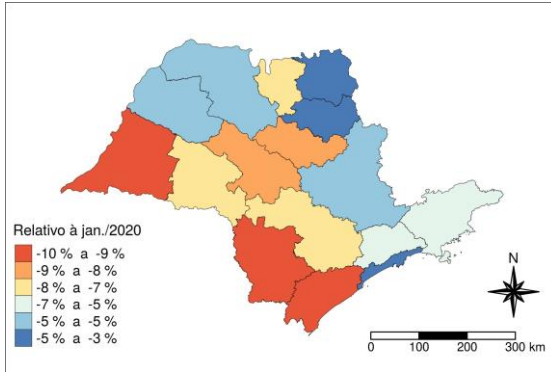 Relativo à jan./2020
-10 % a -9 %
-9 % a -8 %
-8 % a -7 %
-7 % a -5 %
-5 % a -5 %
-5 % a -3 %
N
0 100 200 300 km